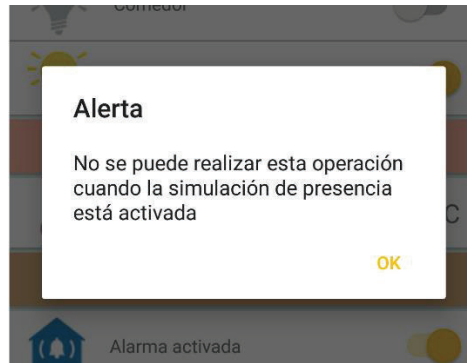 Comedor
Alerta
No se puede realizar esta operación
cuando la simulación de presencia
está activada
C
OK
Alarma activada